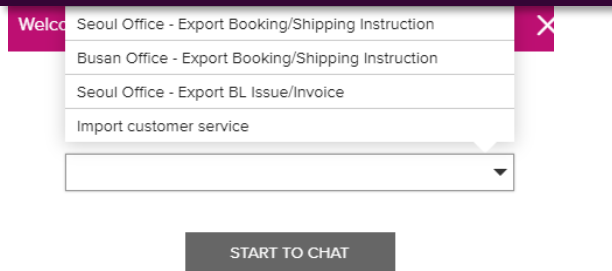 Seoul Office - Export Booking/Shipping Instruction
Busan Office - Export Booking/Shipping Instruction
Seoul Office - Export BL Issue/Invoice
Import customer service
START TO CHAT